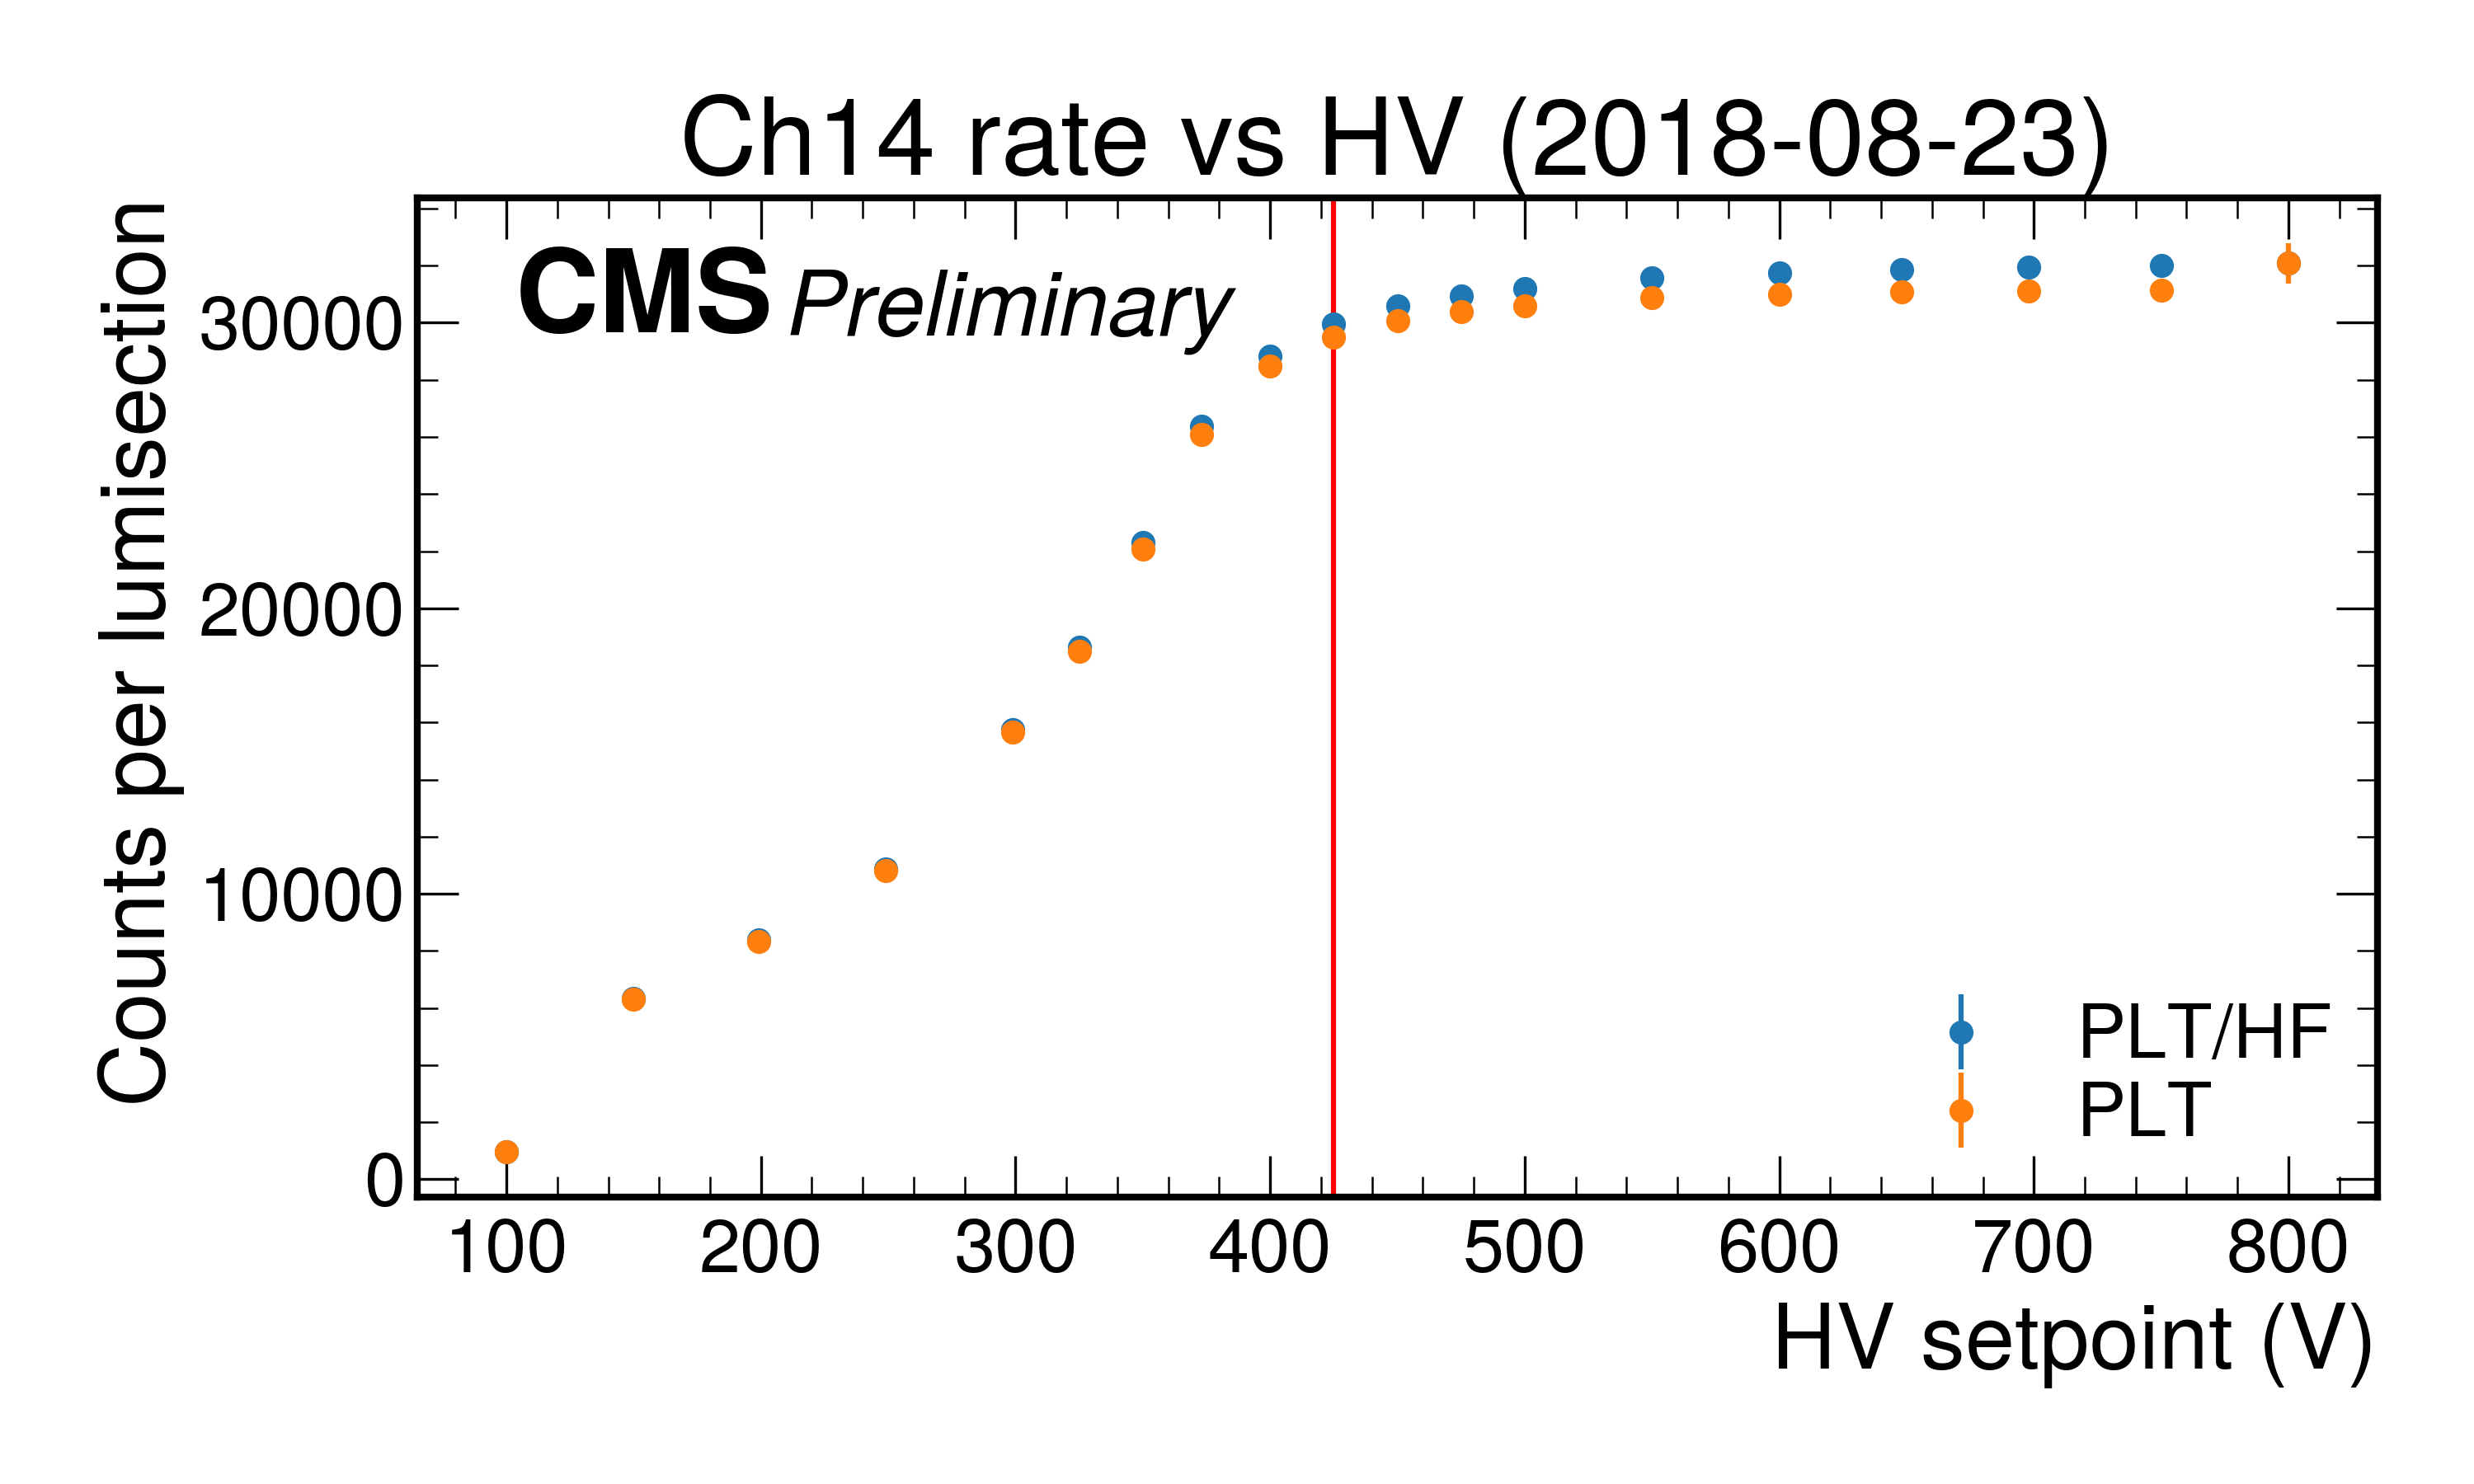 Ch14 rate vs HV (2018-08-23)
CMS Preliminary
Counts per lumisection
30000
20000
10000
0
PLT/HF
PLT
100 200 300 400 500 600 700 800
HV setpoint (V)